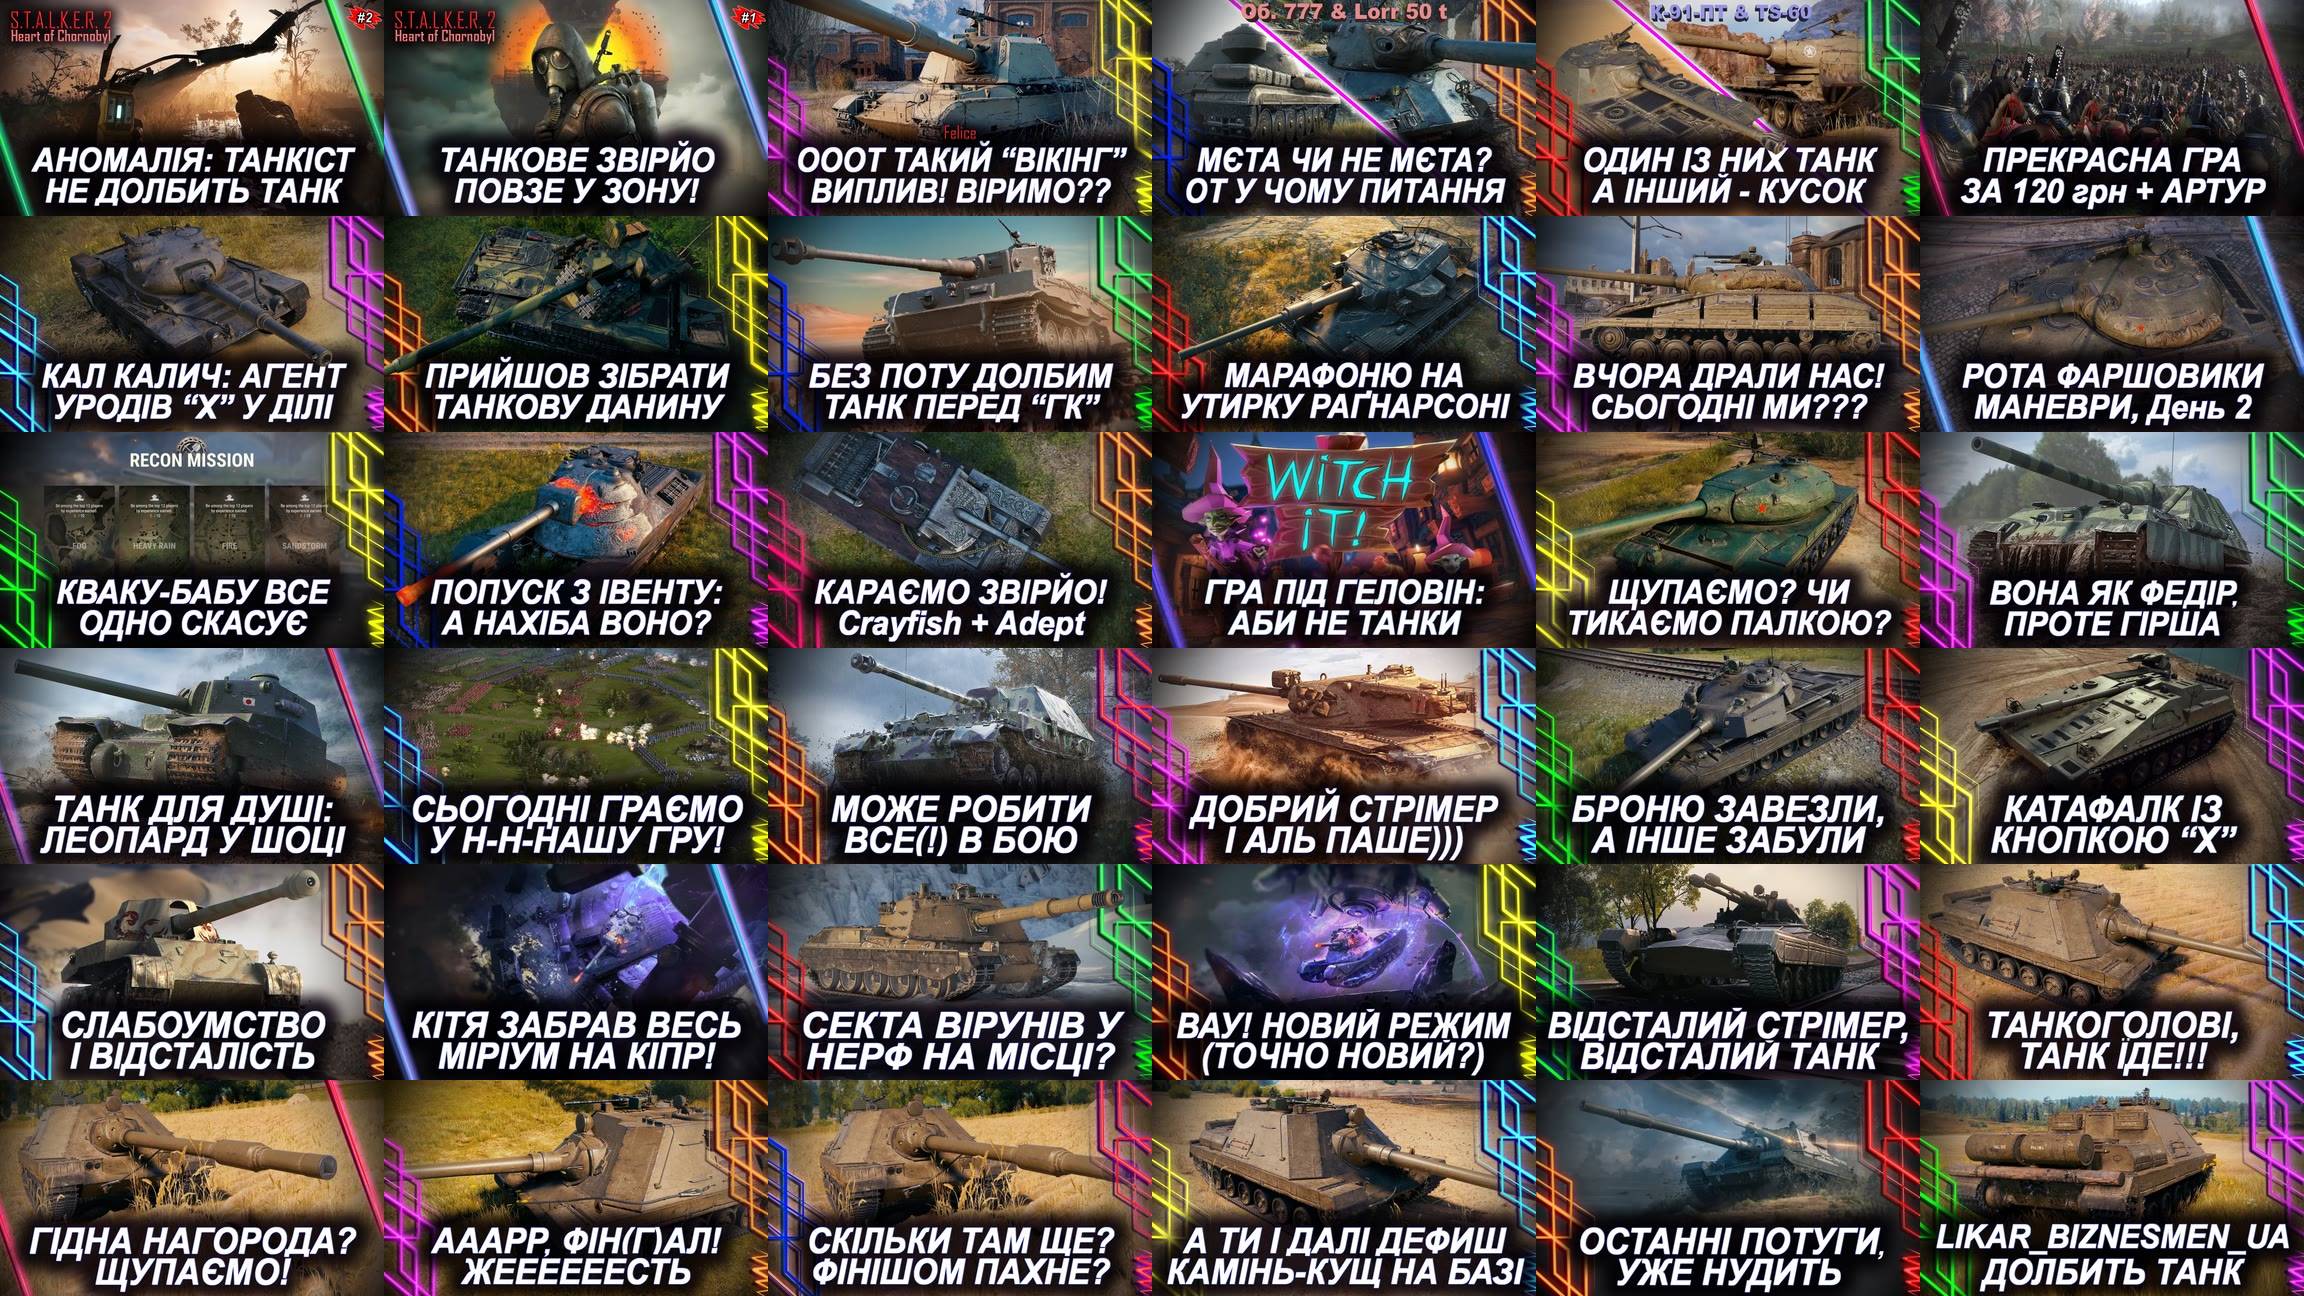 S.T.A.L.K.E.R. 2
Heart of Chornobyl
#2
АНОМАЛІЯ: ТАНКІСТ
НЕ ДОЛБИТЬ ТАНК
S.T.A.L.K.E.R. 2
Heart of Chornobyl
#1
ТАНКОВЕ ЗВІРЙО
ПОВЗЕ У ЗОНУ!
Felice
ОООТ ТАКИЙ “ВІКІНГ”
ВИПЛИВ! ВІРИМО??
Об. 777 & Lorr 50 t
МЄТА ЧИ НЕ МЄТА?
ОТ У ЧОМУ ПИТАННЯ
К-91-ПТ & TS-60
ОДИН ІЗ НИХ ТАНК
А ІНШИЙ - КУСОК
ПРЕКРАСНА ГРА
ЗА 120 грн + АРТУР
КАЛ КАЛИЧ: АГЕНТ
УРОДІВ “Х” У ДІЛІ
ПРИЙШОВ ЗІБРАТИ
ТАНКОВУ ДАНИНУ
БЕЗ ПОТУ ДОЛБИМ
ТАНК ПЕРЕД “ГК”
МАРАФОНЮ НА
УТИРКУ РАҐНАРСОНІ
ВЧОРА ДРАЛИ НАС!
СЬОГОДНІ МИ???
РОТА ФАРШОВИКИ
МАНЕВРИ, День 2
RECON MISSION
FOG
HEAVY RAIN
FIRE
SANDSTORM
КВАКУ-БАБУ ВСЕ
ОДНО СКАСУЄ
ПОПУСК З ІВЕНТУ:
А НАХІБА ВОНО?
КАРАЄМО ЗВІРЙО!
Crayfish + Adept
WiTCH
iT!
ГРА ПІД ГЕЛОВІН:
АБИ НЕ ТАНКИ
ЩУПАЄМО? ЧИ
ТИКАЄМО ПАЛКОЮ?
ВОНА ЯК ФЕДІР,
ПРОТЕ ГІРША
ТАНК ДЛЯ ДУШІ:
ЛЕОПАРД У ШОЦІ
СЬОГОДНІ ГРАЄМО
У Н-Н-НАШУ ГРУ!
МОЖЕ РОБИТИ
ВСЕ(!) В БОЮ
ДОБРИЙ СТРІМЕР
І АЛЬ ПАШЕ)))
БРОНЮ ЗАВЕЗЛИ,
А ІНШЕ ЗАБУЛИ
КАТАФАЛК ІЗ
КНОПКОЮ “Х”
СЛАБОУМСТВО
І ВІДСТАЛІСТЬ
КІТЯ ЗАБРАВ ВЕСЬ
МІРІУМ НА КІПР!
СЕКТА ВІРУНІВ У
НЕРФ НА МІСЦІ?
ВАУ! НОВИЙ РЕЖИМ
(ТОЧНО НОВИЙ?)
ВІДСТАЛИЙ СТРІМЕР,
ВІДСТАЛИЙ ТАНК
ТАНКОГОЛОВІ,
ТАНК ЇДЕ!!!
ГІДНА НАГОРОДА?
ЩУПАЄМО!
АААРР, ФІН(Г)АЛ!
ЖЕЕЕЕЕЕСТЬ
СКІЛЬКИ ТАМ ЩЕ?
ФІНІШОМ ПАХНЕ?
А ТИ І ДАЛІ ДЕФИШ
КАМІНЬ-КУЩ НА БАЗІ
ОСТАННІ ПОТУГИ,
УЖЕ НУДИТЬ
LIKAR_BIZNESMEN_UA
ДОЛБИТЬ ТАНК